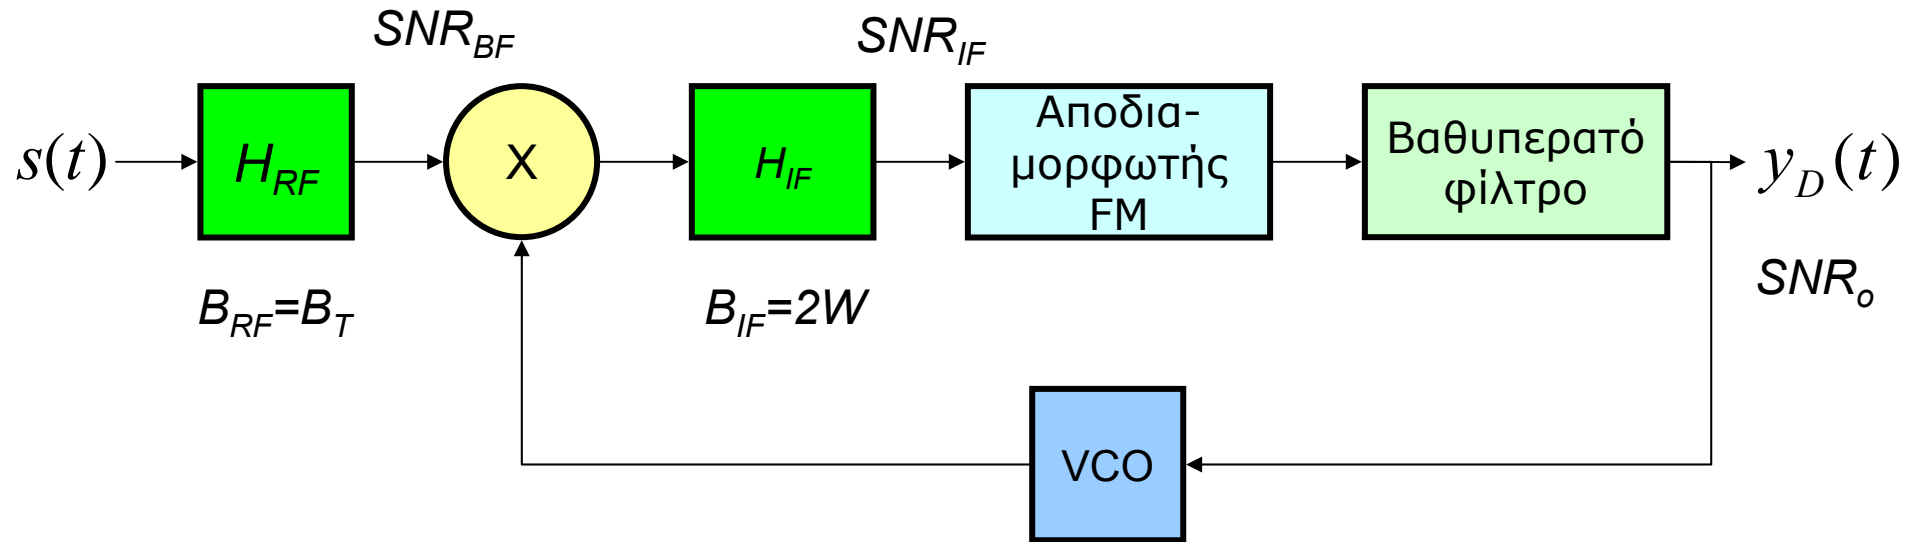 SNR_BF
SNR_IF
s(t)
H_RF
X
H_IF
Αποδια-
μορφωτής
FM
Βαθυπερατό
φίλτρο
y_D(t)
B_RF=B_T
B_IF=2W
SNR_o
VCO